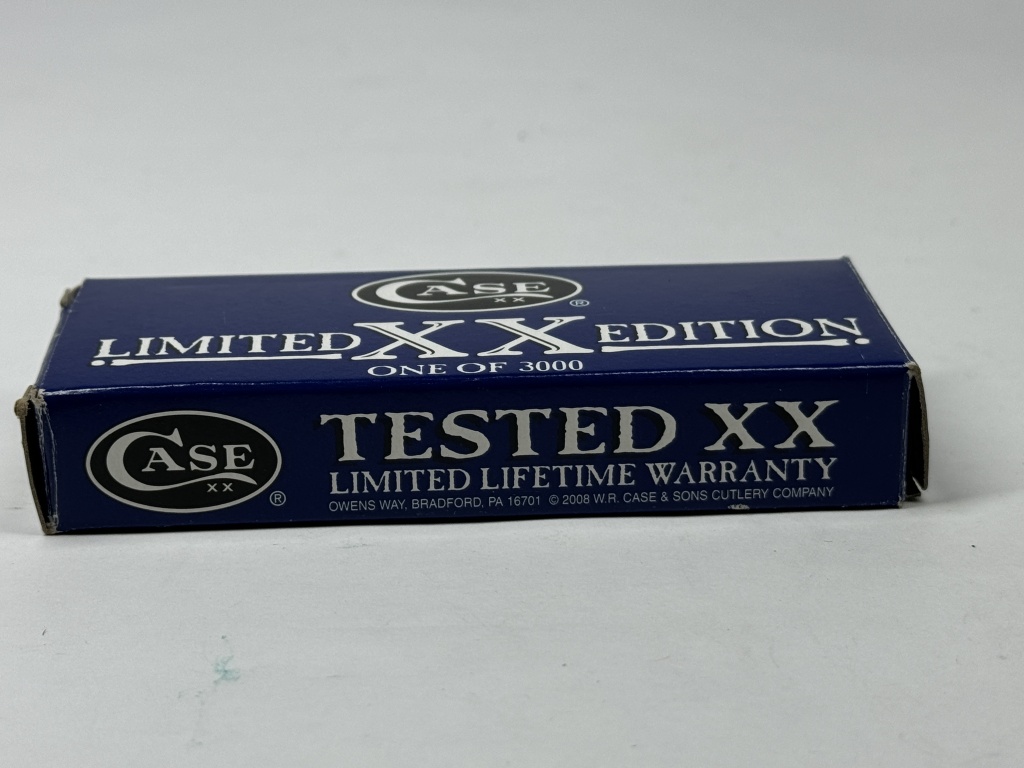 CASE
XX ®
LIMITED XX EDITION
ONE OF 3000
CASE
XX ®
TESTED XX
LIMITED LIFETIME WARRANTY
OWENS WAY, BRADFORD, PA 16701 © 2008 W.R. CASE & SONS CUTLERY COMPANY